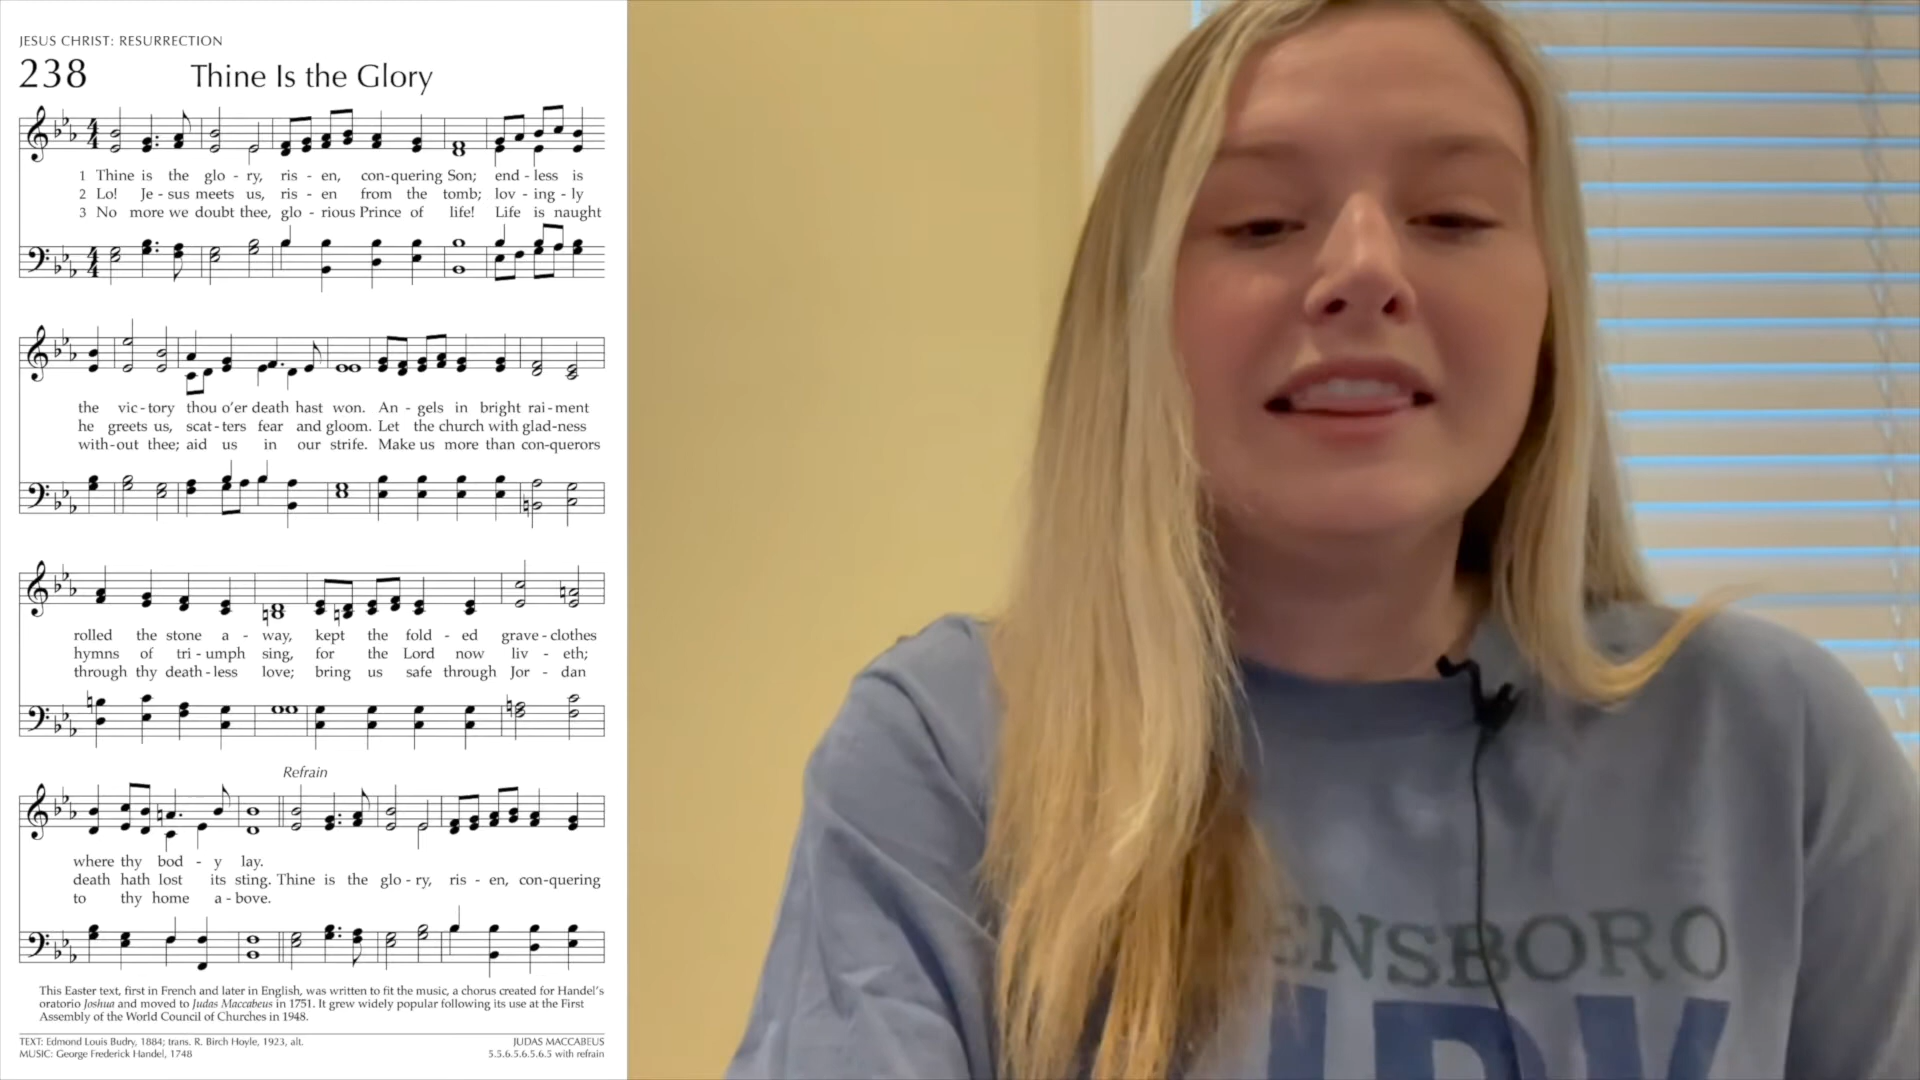 JESUS CHRIST: RESURRECTION
238 Thine Is the Glory
1 Thine is the glo - ry, ris - en, con-quering Son; end - less is
2 Lo! Je - sus meets us, ris - en from the tomb; lov - ing - ly
3 No more we doubt thee, glo - rious Prince of life! Life is naught
the vic - tory thou o'er death hast won. An - gels in bright rai - ment
he greets us, scat - ters fear and gloom. Let the church with glad - ness
with - out thee; aid us in our strife. Make us more than con - querors
rolled the stone a - way, kept the fold - ed grave - clothes
hymns of tri - umph sing, for the Lord now liv - eth;
through thy death - less love; bring us safe through Jor - dan
Refrain
where thy bod - y lay.
death hath lost its sting. Thine is the glo - ry, ris - en, con-quering
to thy home a - bove.
This Easter text, first in French and later in English, was written to fit the music, a chorus created for Handel's
oratorio Joshua and moved to Judas Maccabeus in 1751. It grew widely popular following its use at the First
Assembly of the World Council of Churches in 1948.
TEXT: Edmond Louis Budry, 1884; trans. R. Birch Hoyle, 1923, alt.
MUSIC: George Frederick Handel, 1748
JUDAS MACCABEUS
5.5.6.5.6.5.6.5 with refrain
ENSBORO